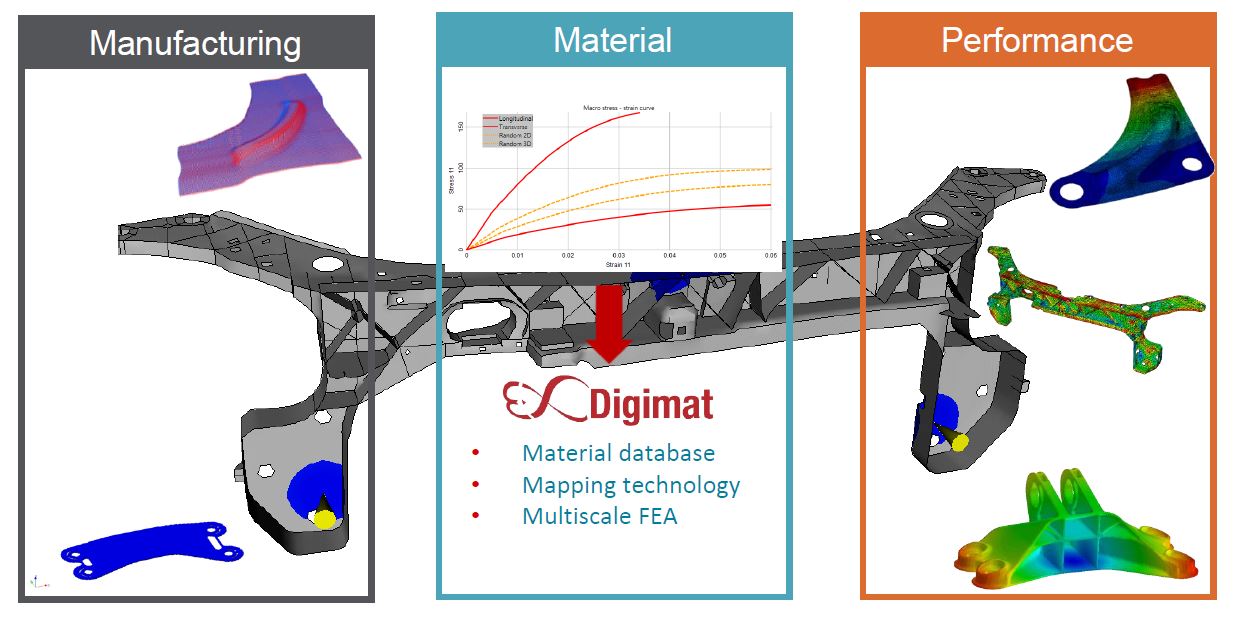 Manufacturing
Material
Performance
Macro stress - strain curve
Longitudinal
Transverse
Random 2D
Random 3D
150
100
50
0
Stress 11
0
0.01
0.02
0.03
0.04
0.05
0.06
Strain 11
Digimat
• Material database
• Mapping technology
• Multiscale FEA